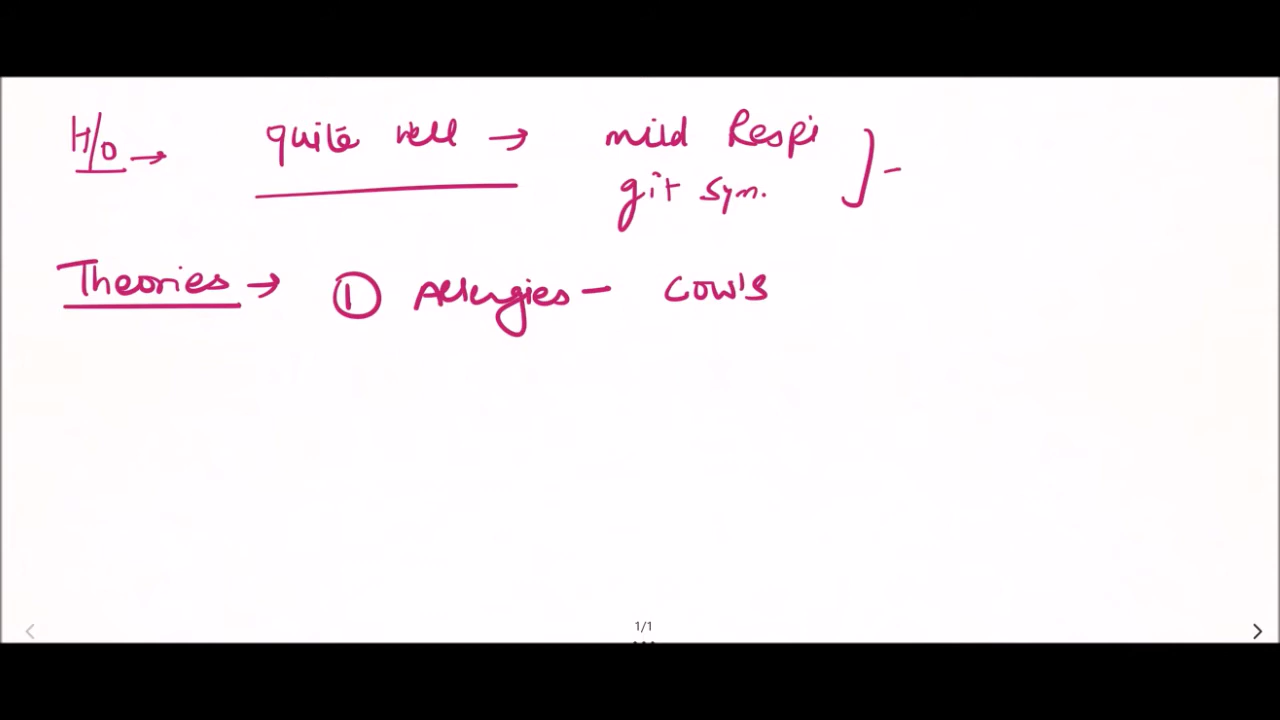 H/o → quite well → mild Respi
git sym. ] -
Theories → ① Allergies - cow's
1/1